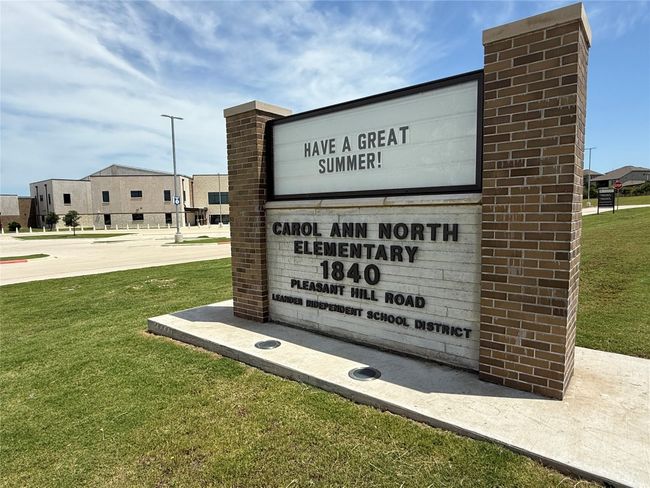 HAVE A GREAT
SUMMER!
CAROL ANN NORTH
ELEMENTARY
1840
PLEASANT HILL ROAD
LEANDER INDEPENDENT SCHOOL DISTRICT